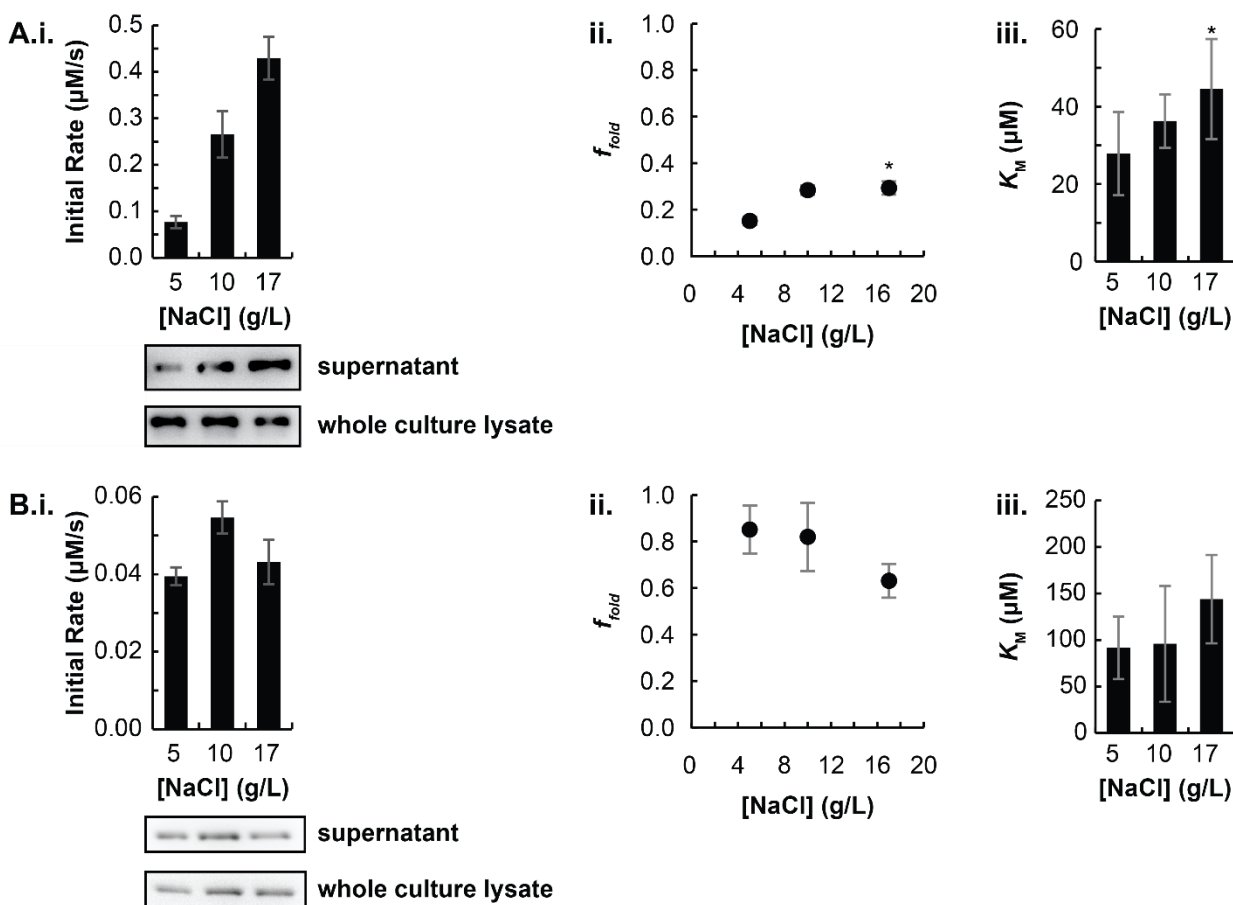 A.i.
Initial Rate (µM/s)
0.5
0.4
0.3
0.2
0.1
0.0
5 10 17
[NaCl] (g/L)
supernatant
whole culture lysate
ii.
f_fold
1.0
0.8
0.6
0.4
0.2
0.0
*
0 4 8 12 16 20
[NaCl] (g/L)
iii.
K_M (µM)
60
40
20
0
*
5 10 17
[NaCl] (g/L)
B.i.
Initial Rate (µM/s)
0.06
0.04
0.02
0.00
5 10 17
[NaCl] (g/L)
supernatant
whole culture lysate
ii.
f_fold
1.0
0.8
0.6
0.4
0.2
0.0
0 4 8 12 16 20
[NaCl] (g/L)
iii.
K_M (µM)
250
200
150
100
50
0
5 10 17
[NaCl] (g/L)